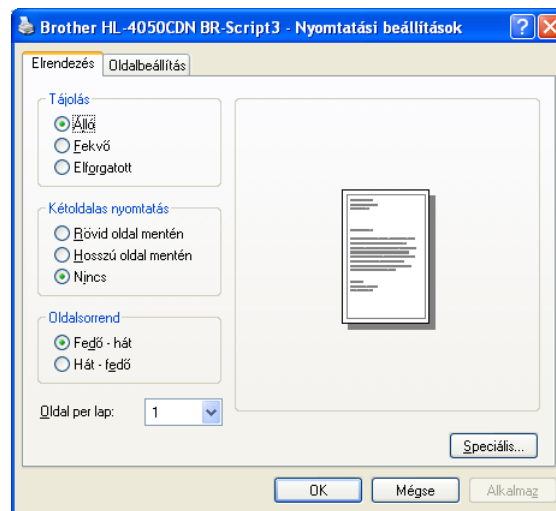 Brother HL-4050CDN BR-Script3 - Nyomtatási beállítások
Elrendezés
Oldalbeállítás
Tájolás
Álló
Fekvő
Elforgatott
Kétoldalas nyomtatás
Rövid oldal mentén
Hosszú oldal mentén
Nincs
Oldalsorrend
Fedő - hát
Hát - fedő
Oldal per lap:
1
Speciális...
OK
Mégse
Alkalmaz